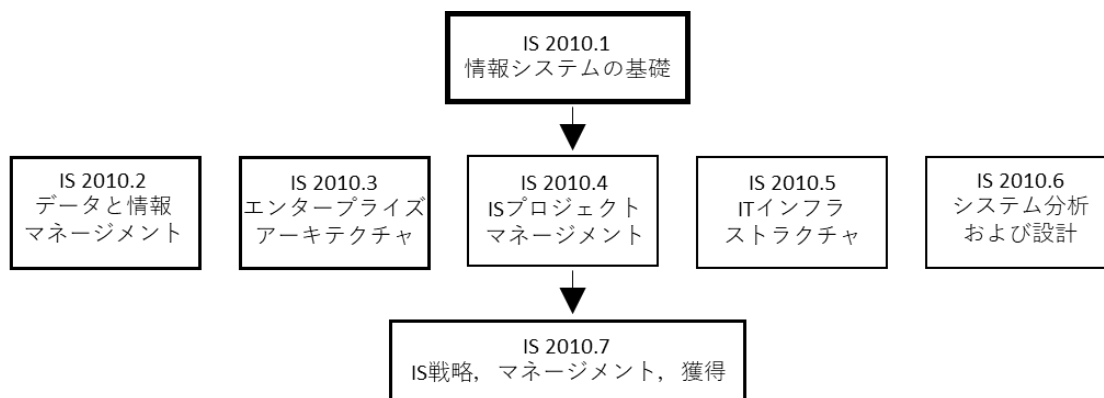 IS 2010.1
情報システムの基礎
IS 2010.2
データと情報
マネージメント
IS 2010.3
エンタープライズ
アーキテクチャ
IS 2010.4
ISプロジェクト
マネージメント
IS 2010.5
ITインフラ
ストラクチャ
IS 2010.6
システム分析
および設計
IS 2010.7
IS戦略，マネージメント，獲得